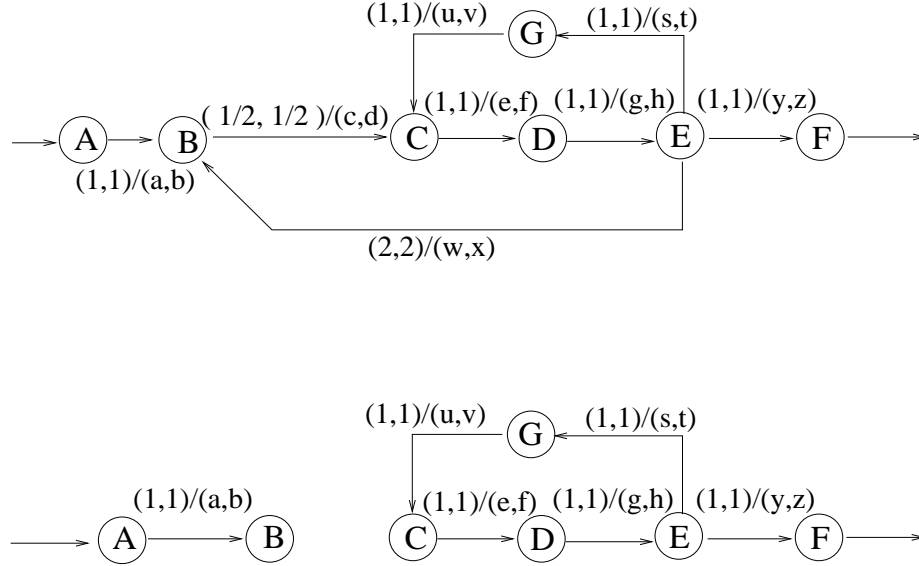 (1,1)/(u,v) (1,1)/(s,t)
G
( 1/2, 1/2 )/(c,d) (1,1)/(e,f) (1,1)/(g,h) (1,1)/(y,z)
A B C D E F
(1,1)/(a,b)
(2,2)/(w,x)
(1,1)/(u,v) (1,1)/(s,t)
G
(1,1)/(a,b) (1,1)/(e,f) (1,1)/(g,h) (1,1)/(y,z)
A B C D E F